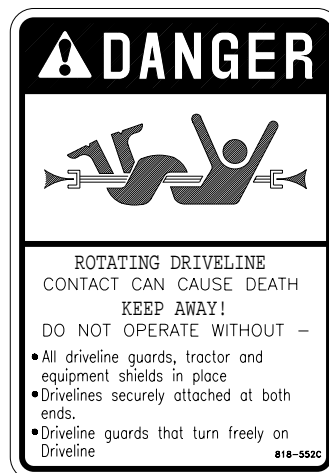 DANGER
ROTATING DRIVELINE
CONTACT CAN CAUSE DEATH
KEEP AWAY!
DO NOT OPERATE WITHOUT –
• All driveline guards, tractor and
equipment shields in place
• Drivelines securely attached at both
ends.
• Driveline guards that turn freely on
Driveline
818-552C